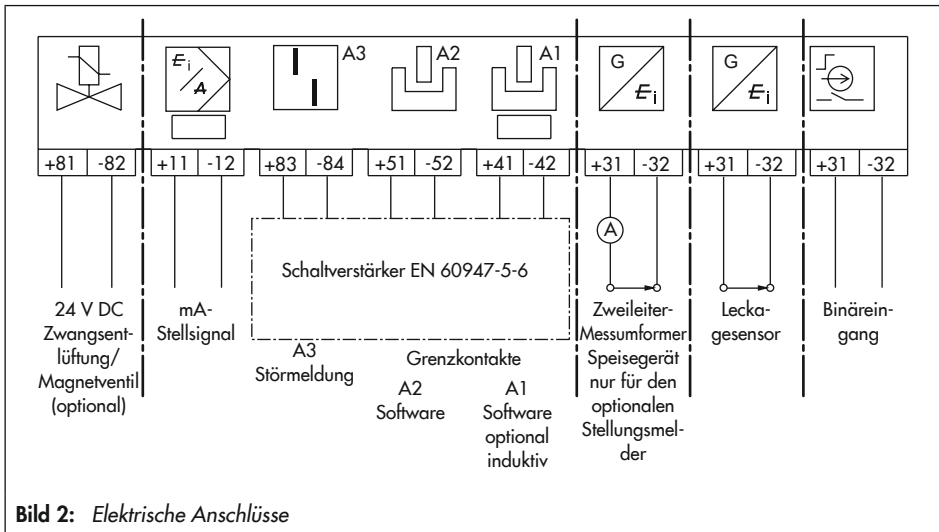 A3
A2
A1
E i / A
G
E i
G
E i
+81 -82 +11 -12 +83 -84 +51 -52 +41 -42 +31 -32 +31 -32 +31 -32
A
Schaltverstärker EN 60947-5-6
24 V DC
Zwangsent-
lüftung/
Magnetventil
(optional)
mA-
Stellsignal
A3
Störmeldung
Grenzkontakte
A2
Software
A1
Software
optional
induktiv
Zweileiter-
Messumformer
Speisegerät
nur für den
optionalen
Stellungsmel-
der
Lecka-
gesensor
Binärein-
gang
Bild 2: Elektrische Anschlüsse